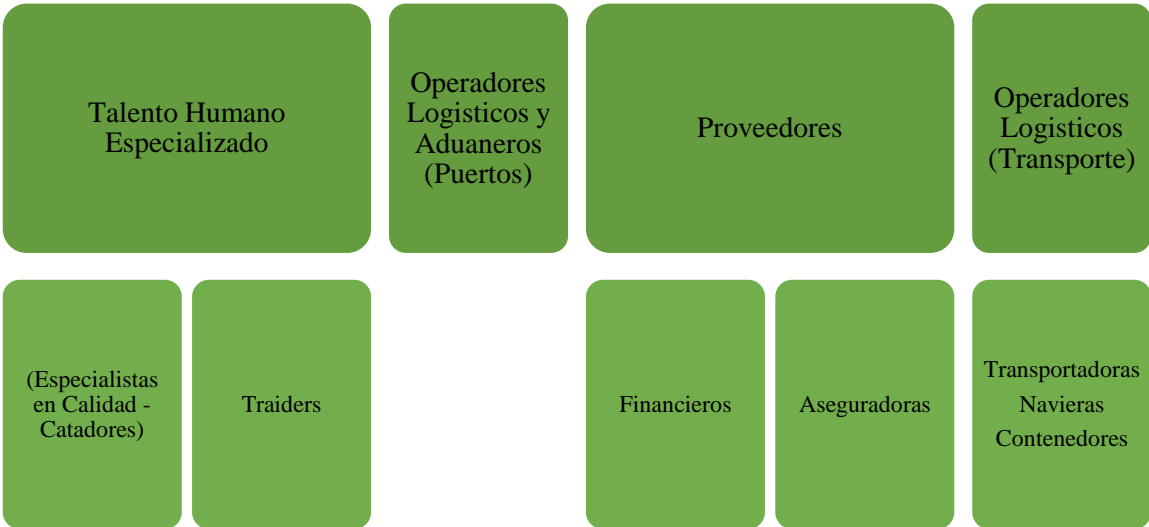 Talento Humano
Especializado
Operadores
Logisticos y
Aduaneros
(Puertos)
Proveedores
Operadores
Logisticos
(Transporte)
(Especialistas
en Calidad -
Catadores)
Traiders
Financieros
Aseguradoras
Transportadoras
Navieras
Contenedores